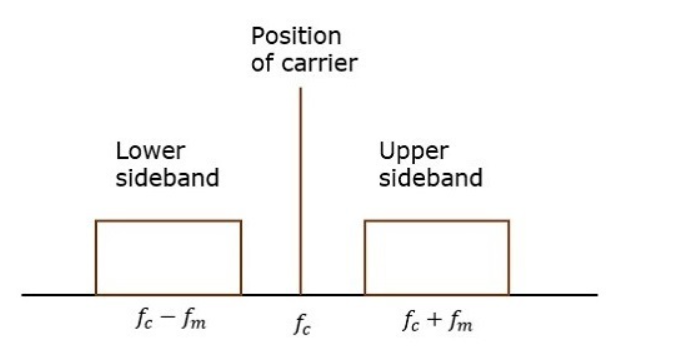 Position
of carrier
Lower
sideband
Upper
sideband
fc − fm
fc
fc + fm